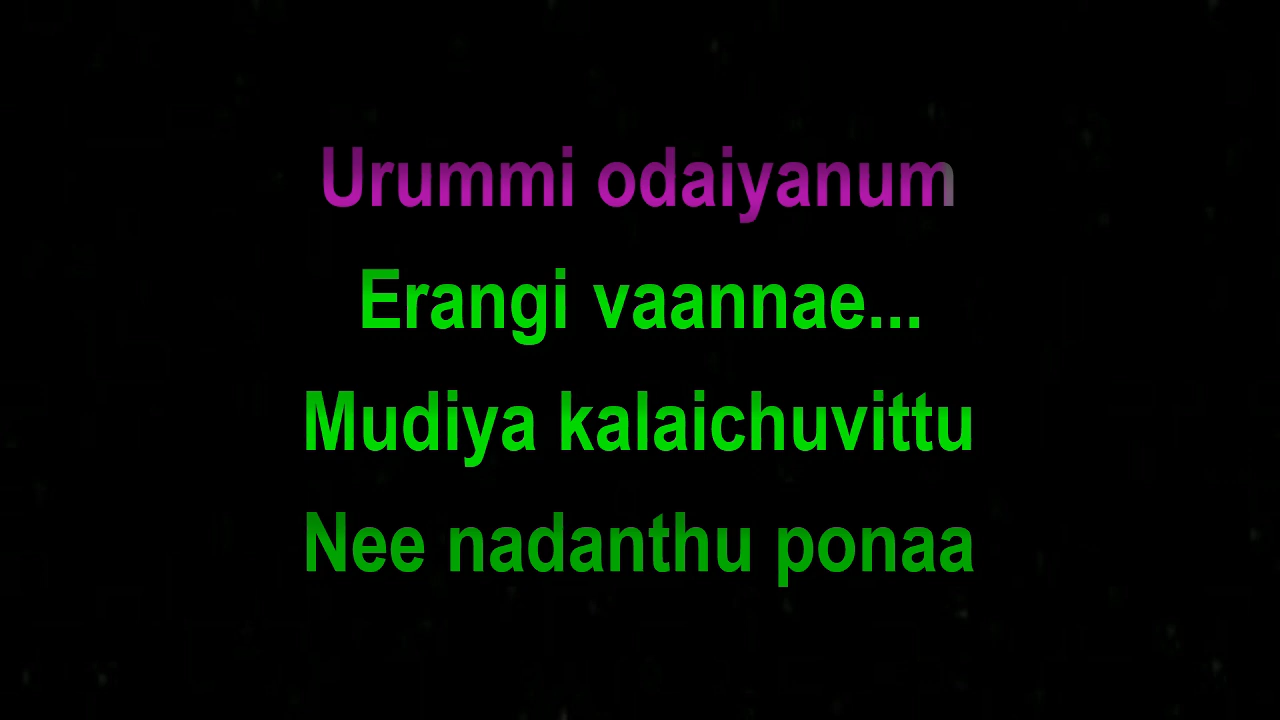 Urummi odaiyanum
Erangi vaannae...
Mudiya kalaichuvittu
Nee nadanthu ponaa